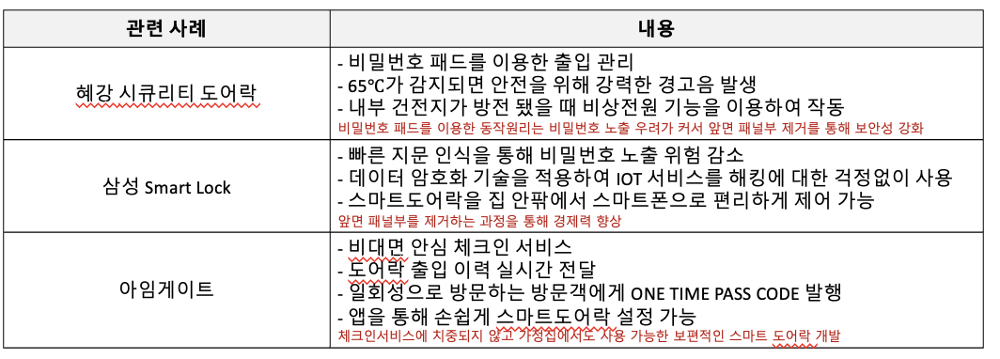 관련 사례
내용
혜강 시큐리티 도어락
- 비밀번호 패드를 이용한 출입 관리
- 65℃가 감지되면 안전을 위해 강력한 경고음 발생
- 내부 건전지가 방전 됐을 때 비상전원 기능을 이용하여 작동
비밀번호 패드를 이용한 동작원리는 비밀번호 노출 우려가 커서 앞면 패널부 제거를 통해 보안성 강화
삼성 Smart Lock
- 빠른 지문 인식을 통해 비밀번호 노출 위험 감소
- 데이터 암호화 기술을 적용하여 IOT 서비스를 해킹에 대한 걱정없이 사용
- 스마트도어락을 집 안팎에서 스마트폰으로 편리하게 제어 가능
앞면 패널부를 제거하는 과정을 통해 경제력 향상
아임게이트
- 비대면 안심 체크인 서비스
- 도어락 출입 이력 실시간 전달
- 일회성으로 방문하는 방문객에게 ONE TIME PASS CODE 발행
- 앱을 통해 손쉽게 스마트도어락 설정 가능
체크인서비스에 치중되지 않고 가정집에서도 사용 가능한 보편적인 스마트 도어락 개발